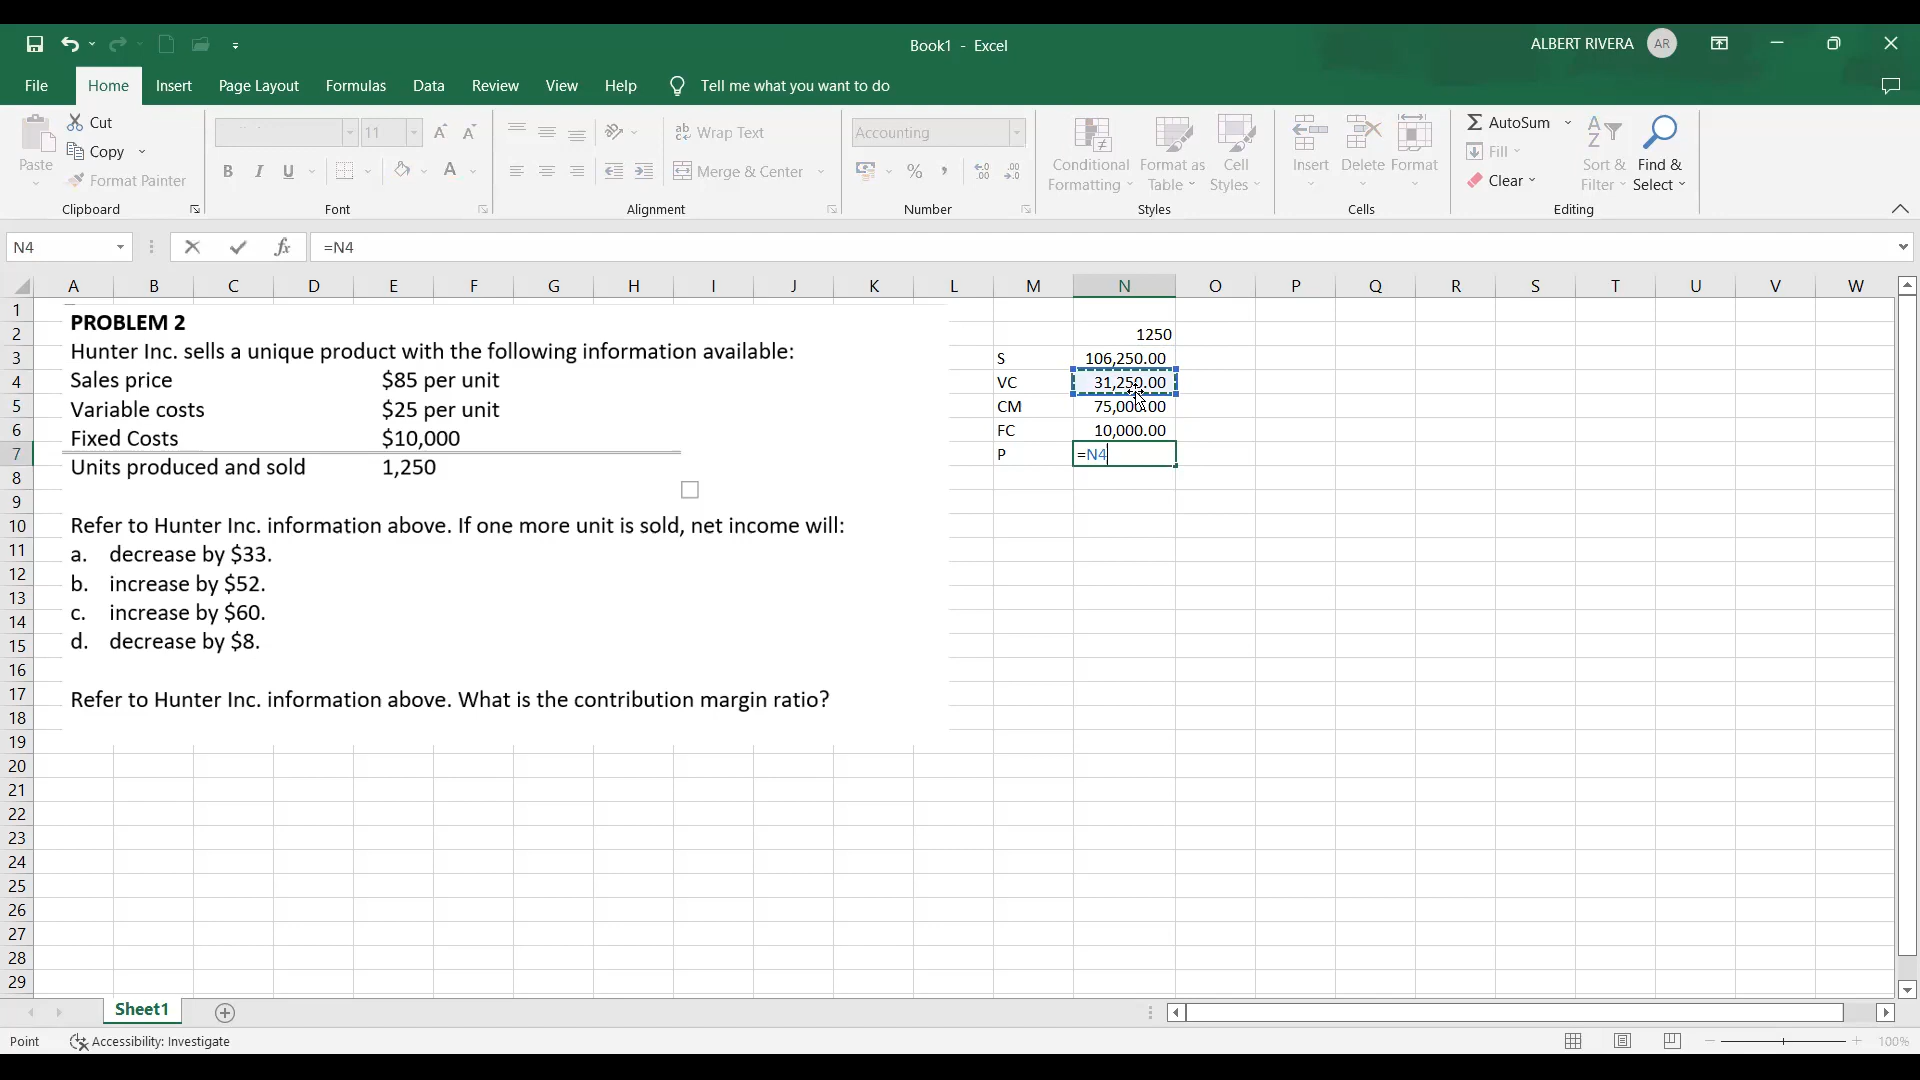 Book1 - Excel
ALBERT RIVERA AR
File Home Insert Page Layout Formulas Data Review View Help Tell me what you want to do
Paste
Cut
Copy
Format Painter
Clipboard
11
B I U A
Font
Wrap Text
Merge & Center
Alignment
Accounting
%
Number
Conditional Formatting
Format as Table
Cell Styles
Styles
Insert Delete Format
Cells
AutoSum
Fill
Clear
Sort & Filter
Find & Select
Editing
N4 fx =N4
A B C D E F G H I J K L M N O P Q R S T U V W
1
2 1250
3 S 106,250.00
4 VC 31,250.00
5 CM 75,000.00
6 FC 10,000.00
7 P =N4
8
9
10
11
12
13
14
15
16
17
18
19
20
21
22
23
24
25
26
27
28
29
PROBLEM 2
Hunter Inc. sells a unique product with the following information available:
Sales price $85 per unit
Variable costs $25 per unit
Fixed Costs $10,000
Units produced and sold 1,250
Refer to Hunter Inc. information above. If one more unit is sold, net income will:
a. decrease by $33.
b. increase by $52.
c. increase by $60.
d. decrease by $8.
Refer to Hunter Inc. information above. What is the contribution margin ratio?
Sheet1
Point Accessibility: Investigate 100%